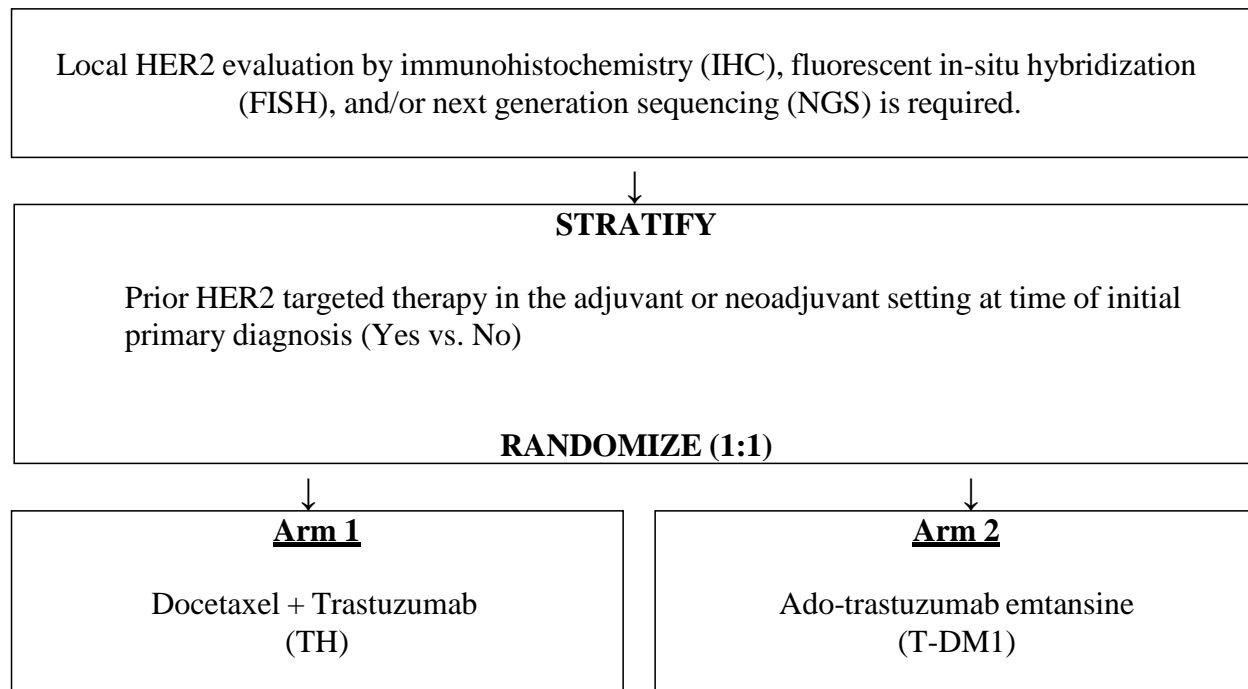 Local HER2 evaluation by immunohistochemistry (IHC), fluorescent in-situ hybridization
(FISH), and/or next generation sequencing (NGS) is required.
↓
STRATIFY
Prior HER2 targeted therapy in the adjuvant or neoadjuvant setting at time of initial
primary diagnosis (Yes vs. No)
RANDOMIZE (1:1)
↓ ↓
Arm 1
Docetaxel + Trastuzumab
(TH)
Arm 2
Ado-trastuzumab emtansine
(T-DM1)